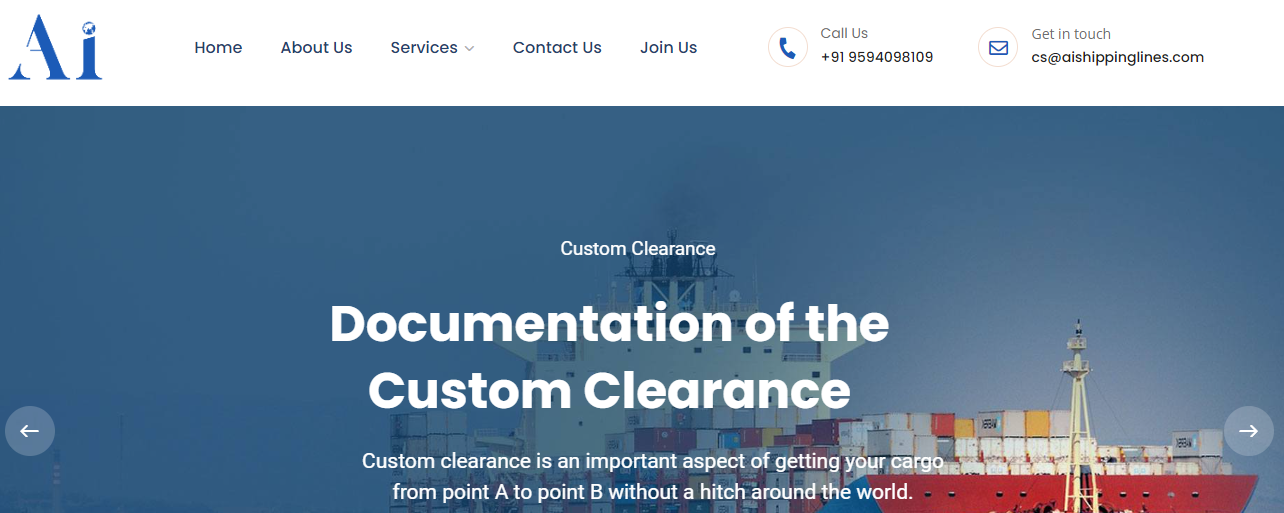 Ai
Home
About Us
Services
Contact Us
Join Us
Call Us
+91 9594098109
Get in touch
cs@aishippinglines.com
Custom Clearance
Documentation of the
Custom Clearance
Custom clearance is an important aspect of getting your cargo
from point A to point B without a hitch around the world.